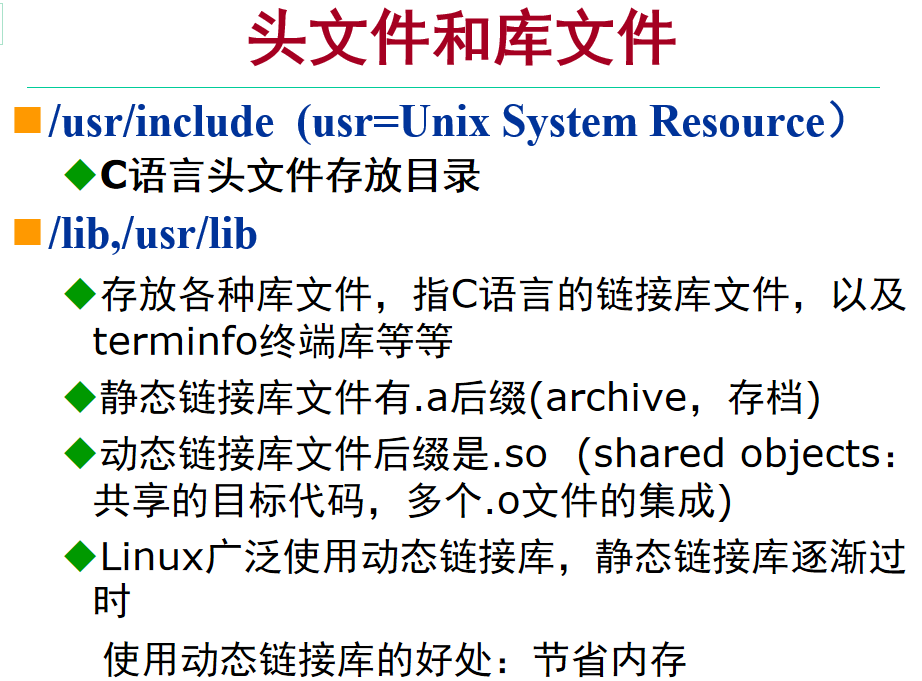 头文件和库文件
/usr/include (usr=Unix System Resource）
C语言头文件存放目录
/lib,/usr/lib
存放各种库文件，指C语言的链接库文件，以及
terminfo终端库等等
静态链接库文件有.a后缀(archive，存档)
动态链接库文件后缀是.so (shared objects：
共享的目标代码，多个.o文件的集成)
Linux广泛使用动态链接库，静态链接库逐渐过
时
使用动态链接库的好处：节省内存